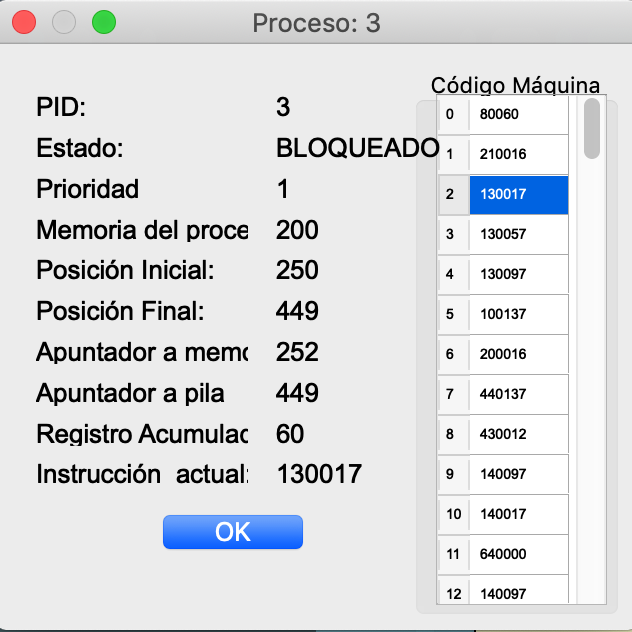 Proceso: 3
PID: 3
Estado: BLOQUEADO
Prioridad 1
Memoria del proce 200
Posición Inicial: 250
Posición Final: 449
Apuntador a memo 252
Apuntador a pila 449
Registro Acumulad 60
Instrucción actual: 130017
OK
Código Máquina
0 80060
1 210016
2 130017
3 130057
4 130097
5 100137
6 200016
7 440137
8 430012
9 140097
10 140017
11 640000
12 140097